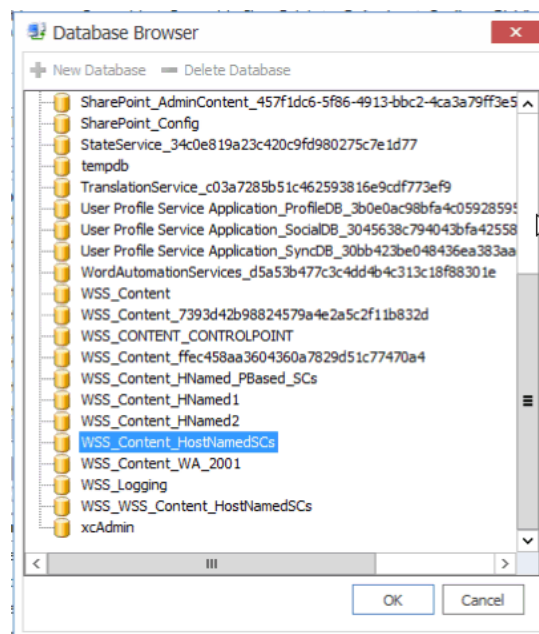 Database Browser
New Database Delete Database
SharePoint_AdminContent_457f1dc6-5f86-4913-bbc2-4ca3a79ff3e5
SharePoint_Config
StateService_34c0e819a23c420c9fd980275c7e1d77
tempdb
TranslationService_c03a7285b51c462593816e9cdf773ef9
User Profile Service Application_ProfileDB_3b0e0ac98bfa4c05928595
User Profile Service Application_SocialDB_3045638c794043bfa42558
User Profile Service Application_SyncDB_30bb423be048436ea383aa
WordAutomationServices_d5a53b477c3c4dd4b4c313c18f88301e
WSS_Content
WSS_Content_7393d42b98824579a4e2a5c2f11b832d
WSS_CONTENT_CONTROLPOINT
WSS_Content_ffec458aa3604360a7829d51c77470a4
WSS_Content_HNamed_PBased_SCs
WSS_Content_HNamed1
WSS_Content_HNamed2
WSS_Content_HostNamedSCs
WSS_Content_WA_2001
WSS_Logging
WSS_WSS_Content_HostNamedSCs
xcAdmin
OK Cancel